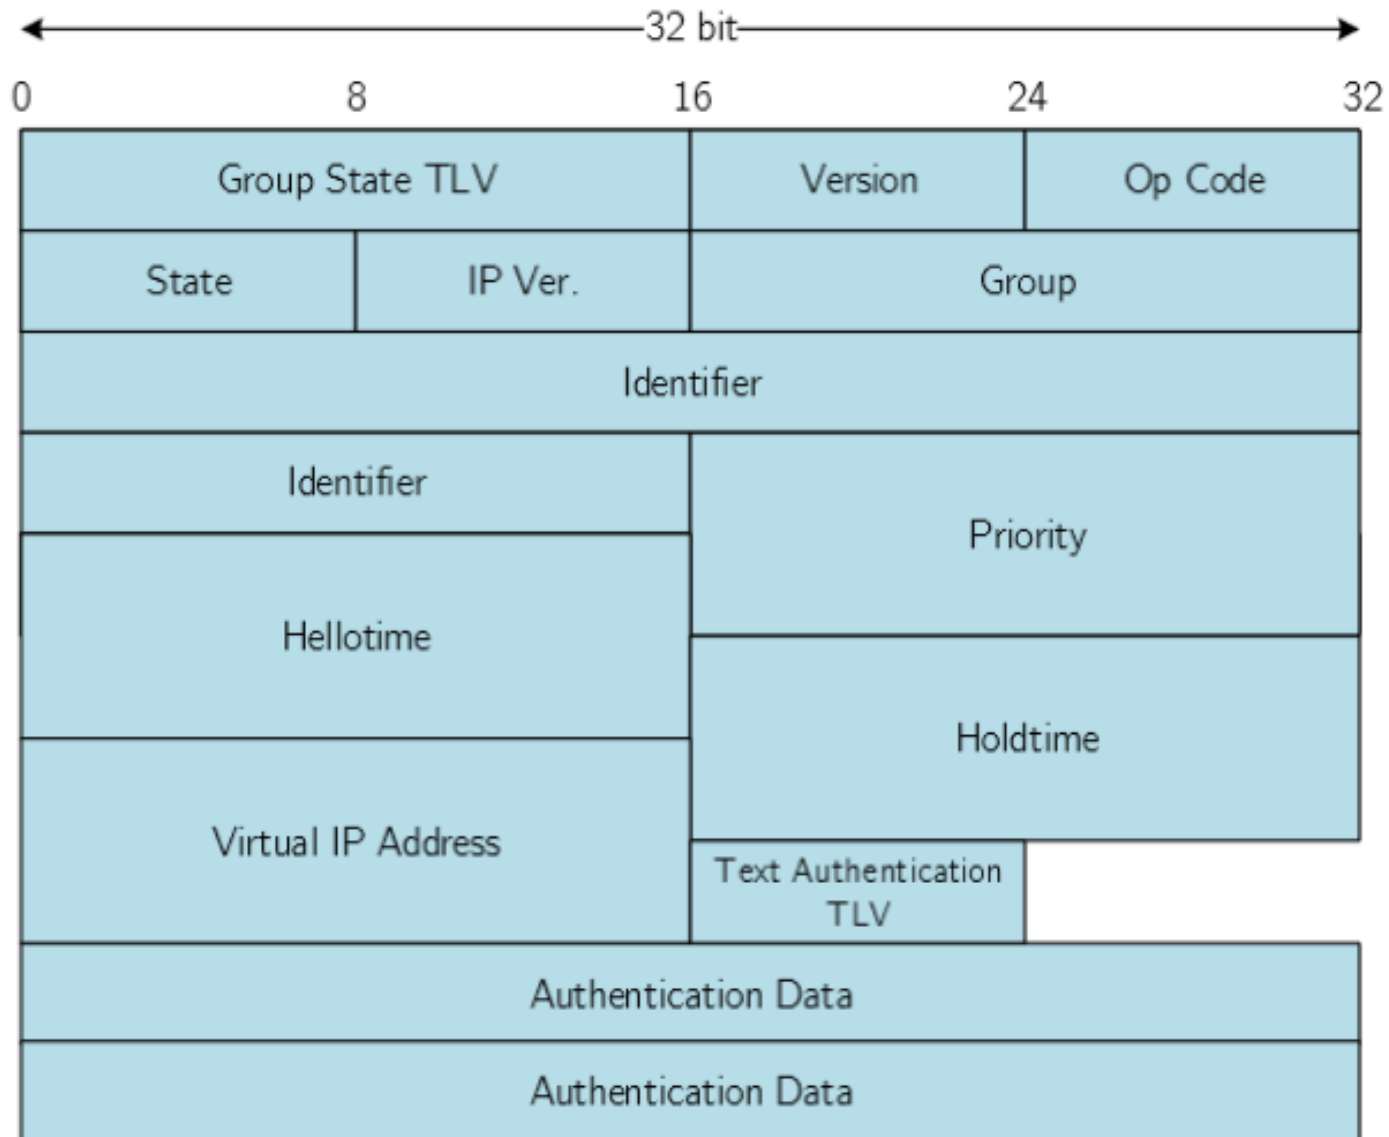 32 bit
0 8 16 24 32
Group State TLV Version Op Code
State IP Ver. Group
Identifier
Identifier
Priority
Hellotime
Holdtime
Virtual IP Address
Text Authentication
TLV
Authentication Data
Authentication Data